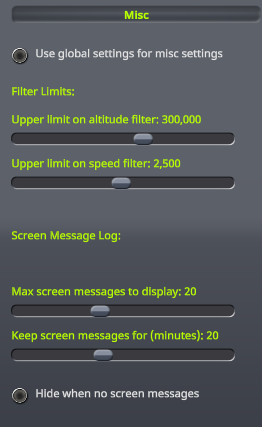 Misc
Use global settings for misc settings
Filter Limits:
Upper limit on altitude filter: 300,000
Upper limit on speed filter: 2,500
Screen Message Log:
Max screen messages to display: 20
Keep screen messages for (minutes): 20
Hide when no screen messages